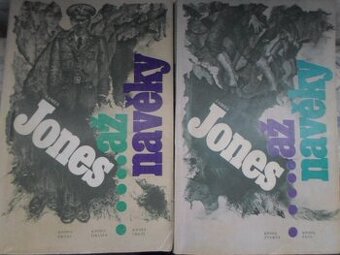 Jones
.....až
navěky
Jones
.....až
navěky